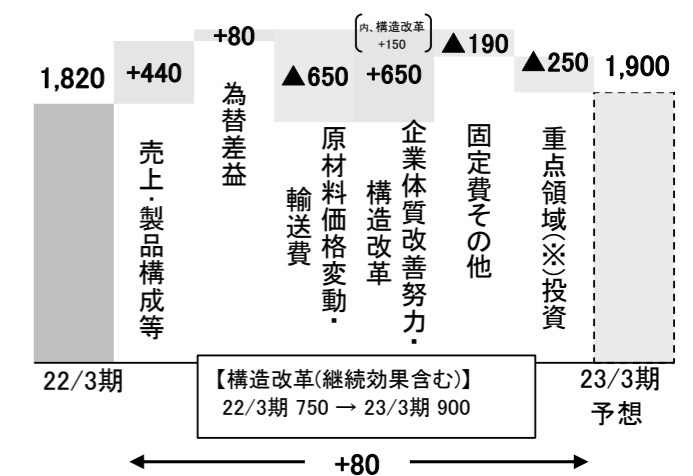 1,820
+440
+80
▲650
内、構造改革
+150
+650
▲190
▲250
1,900
売上・製品構成等
為替差益
原材料価格変動・
輸送費
企業体質改善努力・
構造改革
固定費その他
重点領域(※)投資
22/3期
【構造改革(継続効果含む)】
22/3期 750 → 23/3期 900
23/3期
予想
+80